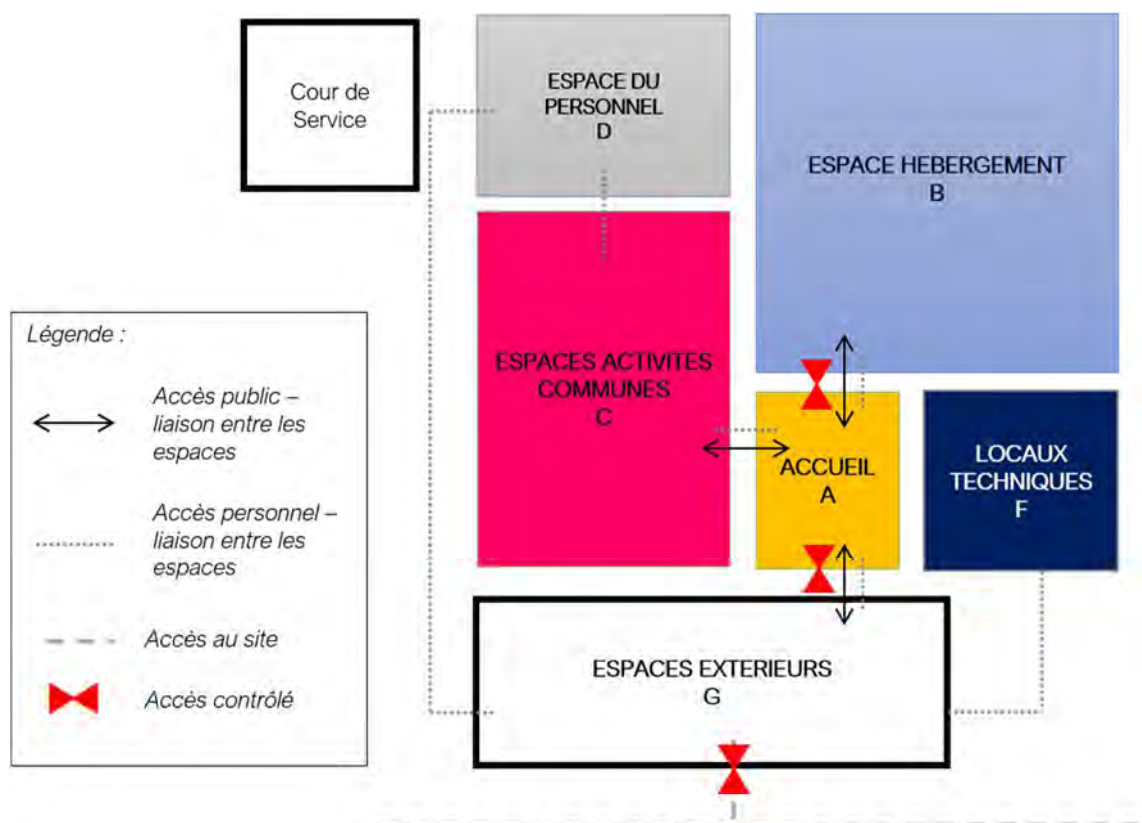 Cour de
Service
ESPACE DU
PERSONNEL
D
ESPACE HEBERGEMENT
B
ESPACES ACTIVITES
COMMUNES
C
ACCUEIL
A
LOCAUX
TECHNIQUES
F
ESPACES EXTERIEURS
G
Légende :
Accès public –
liaison entre les
espaces
Accès personnel –
liaison entre les
espaces
Accès au site
Accès contrôlé